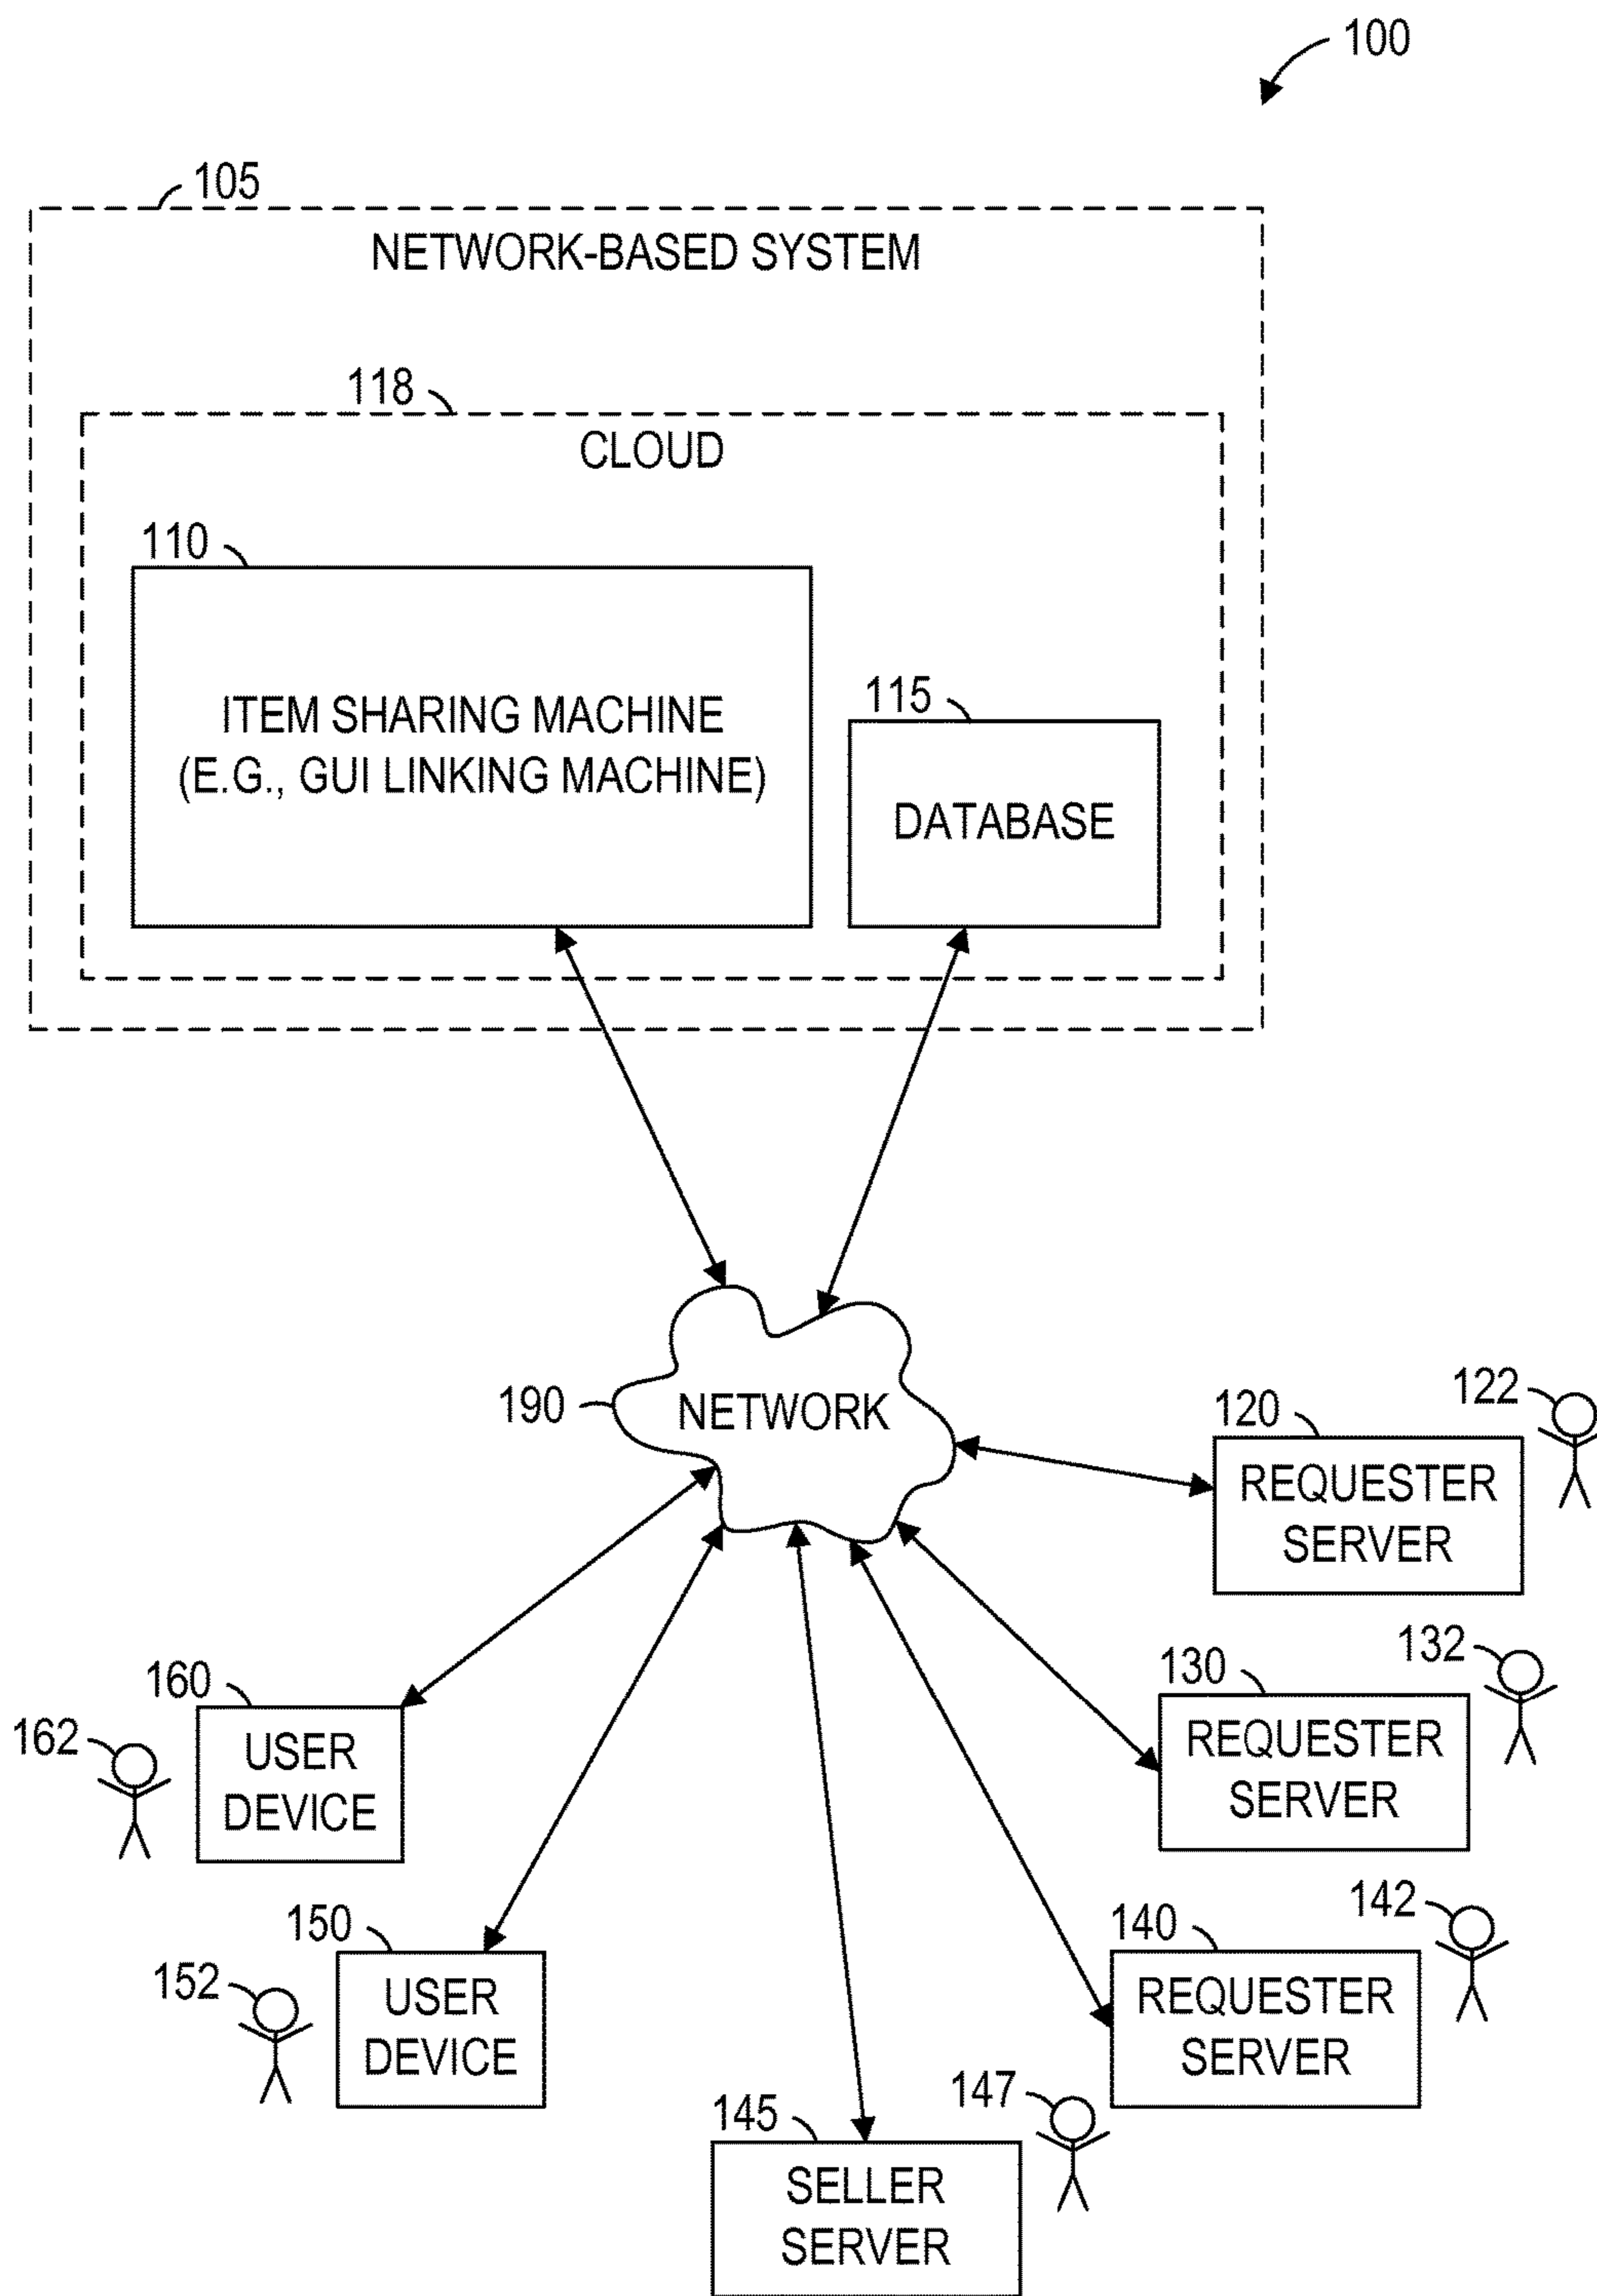 100
105
NETWORK-BASED SYSTEM
118
CLOUD
110
ITEM SHARING MACHINE
(E.G., GUI LINKING MACHINE)
115
DATABASE
190
NETWORK
120
122
REQUESTER
SERVER
130
132
REQUESTER
SERVER
160
162
USER
DEVICE
140
142
REQUESTER
SERVER
150
152
USER
DEVICE
145
147
SELLER
SERVER